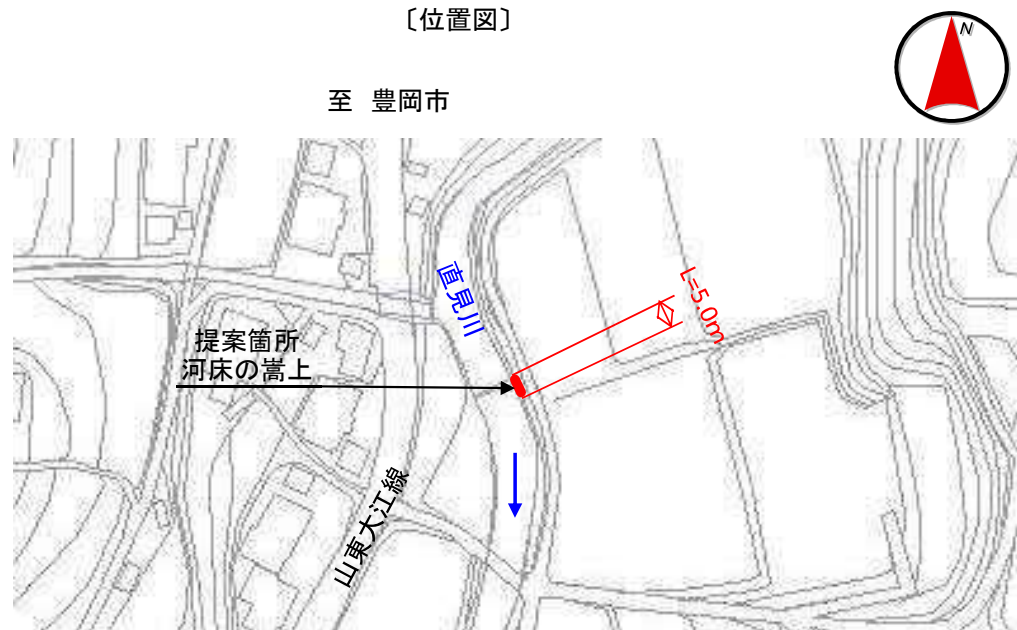 〔位置図〕
N
至 豊岡市
直見川
L=5.0m
提案箇所
河床の嵩上
山東大江線